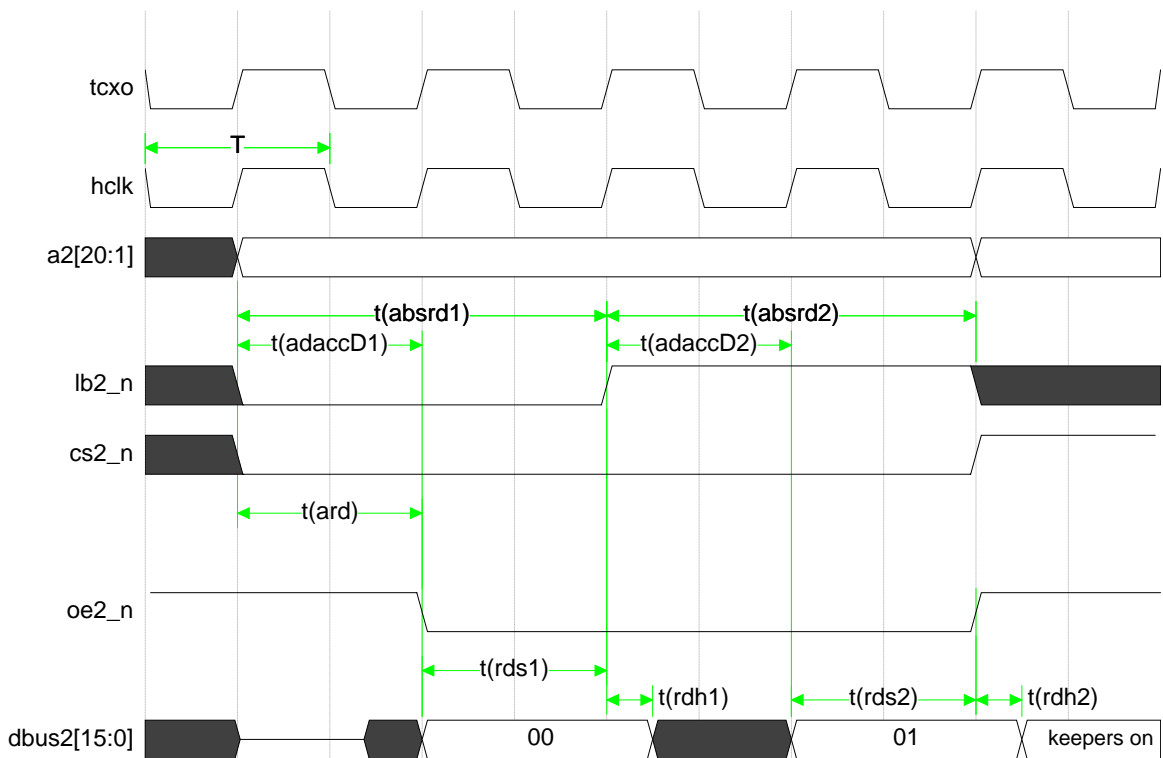 tcxo
T
hclk
a2[20:1]
t(absrd1) t(absrd2)
t(adaccD1) t(adaccD2)
lb2_n
cs2_n
t(ard)
oe2_n
t(rds1)
t(rdh1) t(rds2) t(rdh2)
dbus2[15:0] 00 01 keepers on